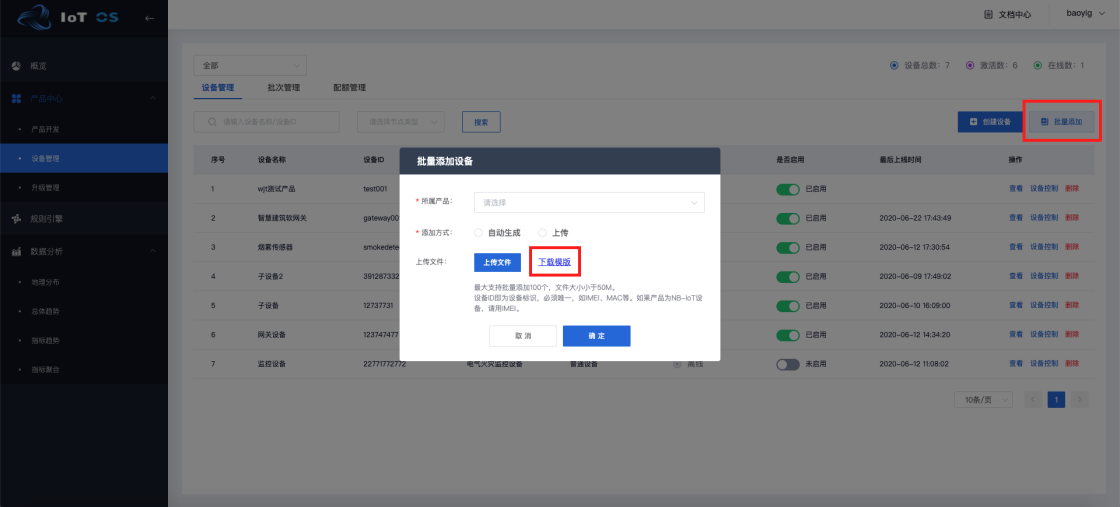 IoT OS
文档中心
baoyig
概览
产品中心
产品开发
设备管理
升级管理
规则引擎
数据分析
地理分布
总体趋势
指标趋势
指标聚合
全部
设备总数：7 激活数：6 在线数：1
设备管理 批次管理 配额管理
请输入设备名称/设备ID 请选择节点类型 搜索 创建设备 批量添加
序号 设备名称 设备ID 是否启用 最后上线时间 操作
1 wjt测试产品 test001 已启用 查看 设备控制 删除
2 智慧建筑软网关 gateway00 已启用 2020-06-22 17:43:49 查看 设备控制 删除
3 烟雾传感器 smokedete 已启用 2020-06-12 17:30:54 查看 设备控制 删除
4 子设备2 391287332 已启用 2020-06-09 17:49:02 查看 设备控制 删除
5 子设备 12737731 已启用 2020-06-10 16:09:00 查看 设备控制 删除
6 网关设备 123747477 已启用 2020-06-12 14:34:20 查看 设备控制 删除
7 监控设备 22771772772 电气火灾监控设备 普通设备 离线 未启用 2020-06-12 11:08:02 查看 设备控制 删除
10条/页 1
批量添加设备
* 所属产品： 请选择
* 添加方式： 自动生成 上传
上传文件： 上传文件 下载模版
最大支持批量添加100个，文件大小小于50M。
设备ID即为设备标识，必须唯一，如IMEI，MAC等。如果产品为NB-IoT设
备，请用IMEI。
取 消 确 定